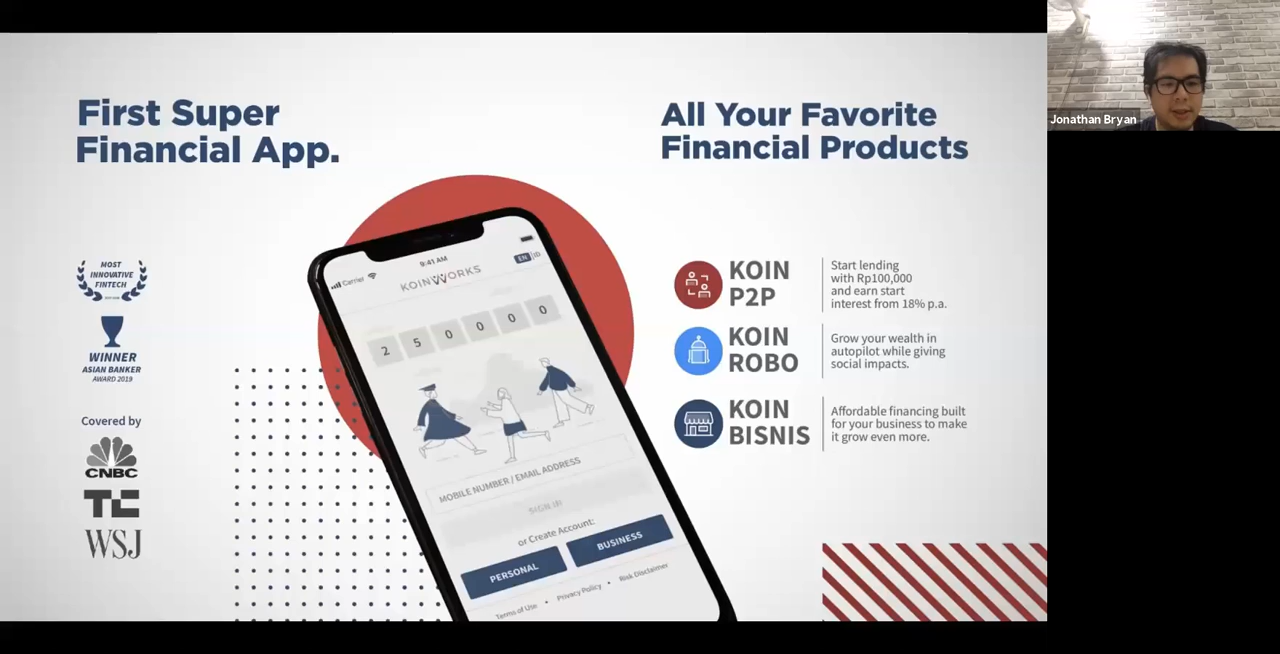 First Super
Financial App.
MOST
INNOVATIVE
FINTECH
WINNER
ASIAN BANKER
AWARD 2019
Covered by
CNBC
TC
WSJ
Carrier
9:41 AM
EN
KOINWORKS
2 5 0 0 0 0
MOBILE NUMBER / EMAIL ADDRESS
SIGN IN
or Create Account:
PERSONAL
BUSINESS
Terms of Use • Privacy Policy • Risk Disclaimer
All Your Favorite
Financial Products
KOIN
P2P
Start lending
with Rp100,000
and earn start
interest from 18% p.a.
KOIN
ROBO
Grow your wealth in
autopilot while giving
social impacts.
KOIN
BISNIS
Affordable financing built
for your business to make
it grow even more.
Jonathan Bryan